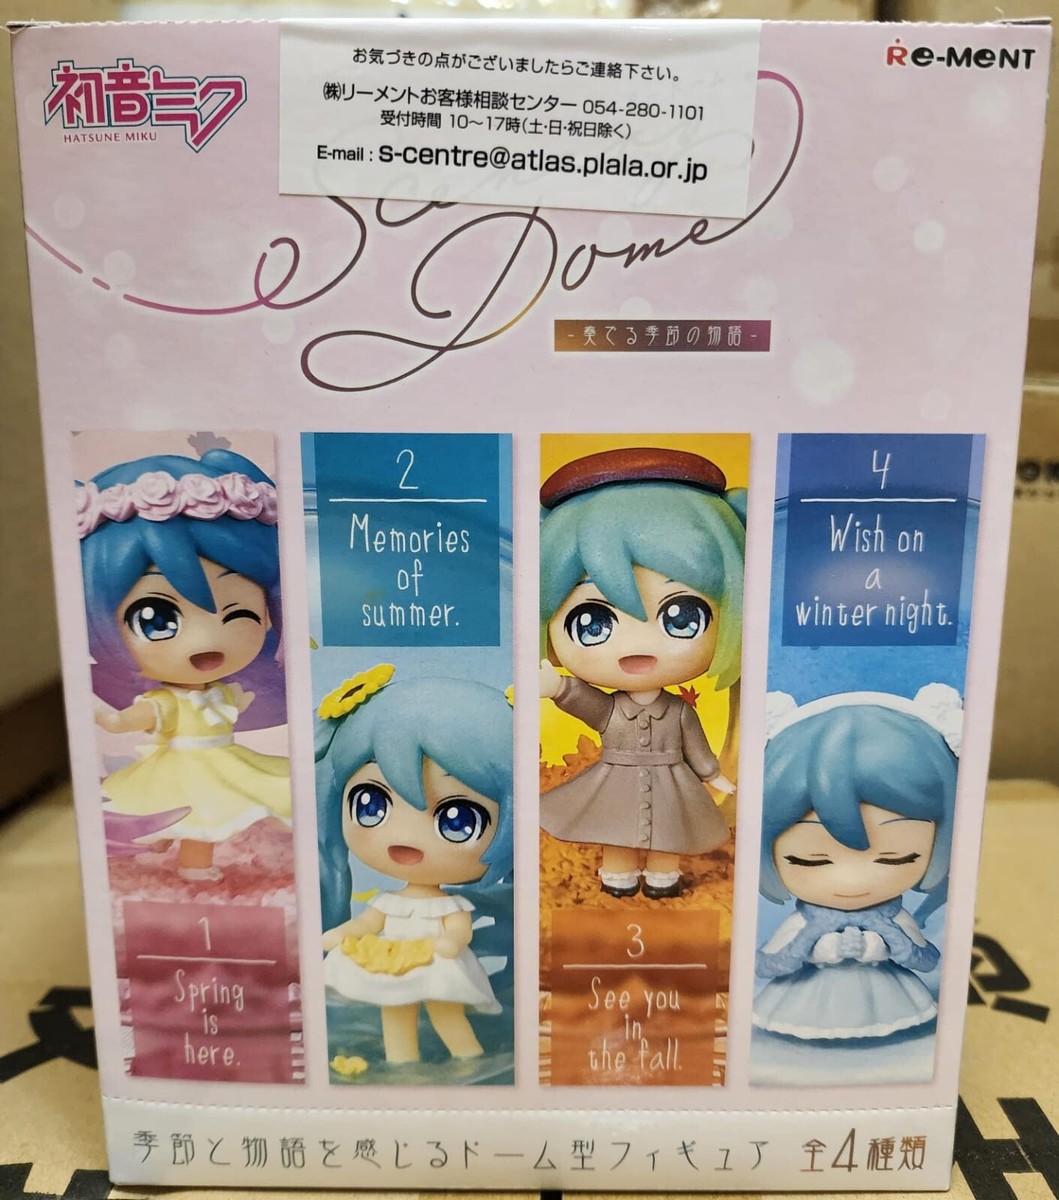 お気づきの点がございましたらご連絡下さい。
㈱リーメントお客様相談センター 054-280-1101
受付時間 10〜17時(土・日・祝日除く)
E-mail : s-centre@atlas.plala.or.jp
Re-MeNT
初音ミク
HATSUNE MIKU
Dome
-奏でる季節の物語-
1
Spring
is
here.
2
Memories
of
summer.
3
See you
in
the fall.
4
Wish on
a
winter night.
季節と物語を感じるドーム型フィギュア 全4種類